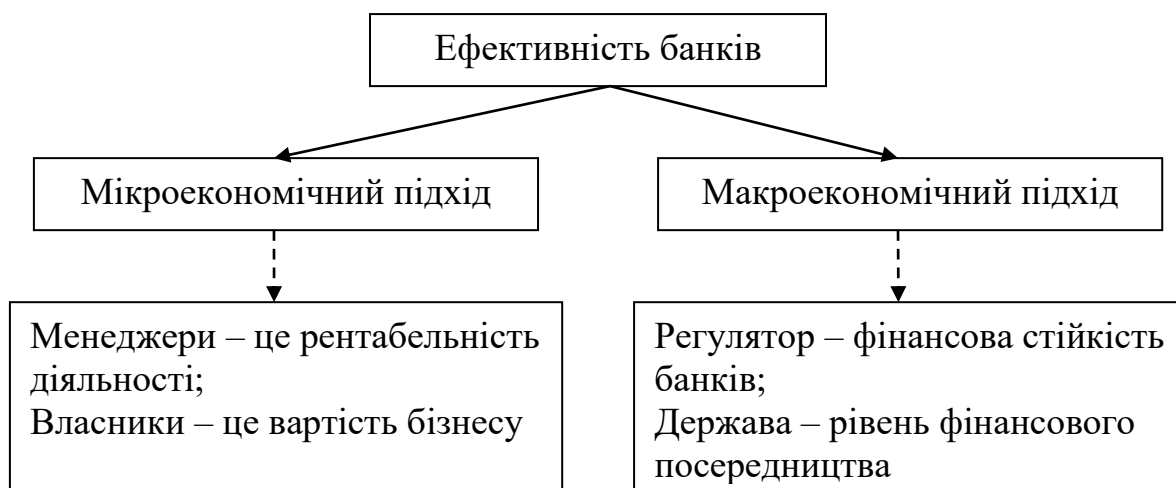 Ефективність банків
Мікроекономічний підхід
Макроекономічний підхід
Менеджери – це рентабельність
діяльності;
Власники – це вартість бізнесу
Регулятор – фінансова стійкість
банків;
Держава – рівень фінансового
посередництва